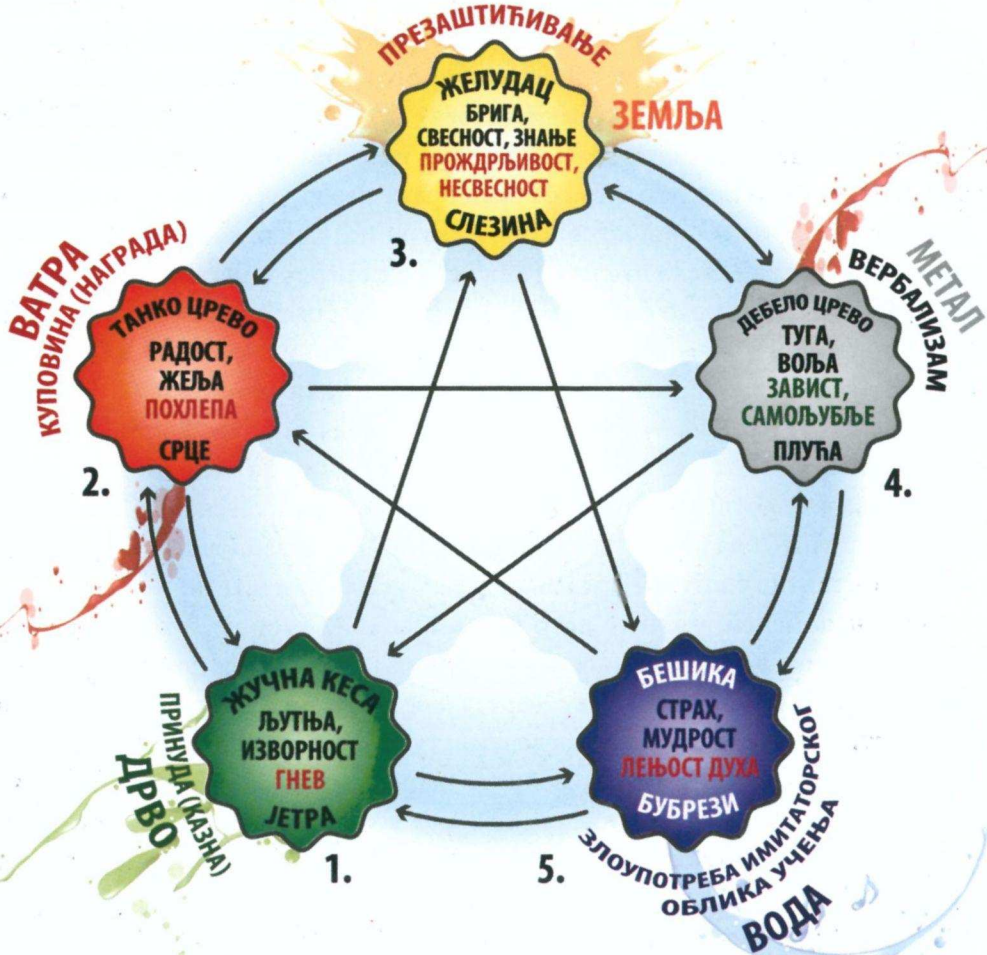 ПРЕЗАШТИЋИВАЊЕ
ЖЕЛУДАЦ
БРИГА,
СВЕСНОСТ, ЗНАЊЕ
ПРОЖДРЉИВОСТ,
НЕСВЕСНОСТ
СЛЕЗИНА
3.
ЗЕМЉА
ВАТРА
КУПОВИНА (НАГРАДА)
ТАНКО ЦРЕВО
РАДОСТ,
ЖЕЉА
ПОХЛЕПА
СРЦЕ
2.
МЕТАЛ
ВЕРБАЛИЗАМ
ДЕБЕЛО ЦРЕВО
ТУГА,
ВОЉА
ЗАВИСТ,
САМОЉУБЉЕ
ПЛУЋА
4.
ПРИНУДА (КАЗНА)
ДРВО
ЖУЧНА КЕСА
ЉУТЊА,
ИЗВОРНОСТ
ГНЕВ
ЈЕТРА
1.
БЕШИКА
СТРАХ,
МУДРОСТ
ЛЕЊОСТ ДУХА
БУБРЕЗИ
5.
ЗЛОУПОТРЕБА ИМИТАТОРСКОГ
ОБЛИКА УЧЕЊА
ВОДА